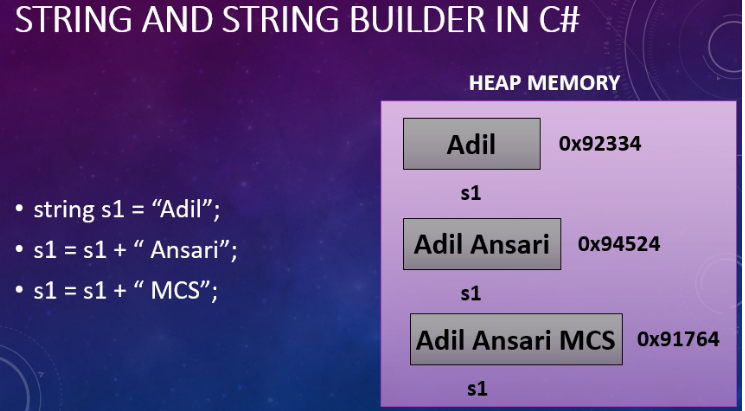 STRING AND STRING BUILDER IN C#
HEAP MEMORY
Adil 0x92334
s1
• string s1 = “Adil”;
Adil Ansari 0x94524
• s1 = s1 + “ Ansari”;
s1
• s1 = s1 + “ MCS”;
Adil Ansari MCS 0x91764
s1